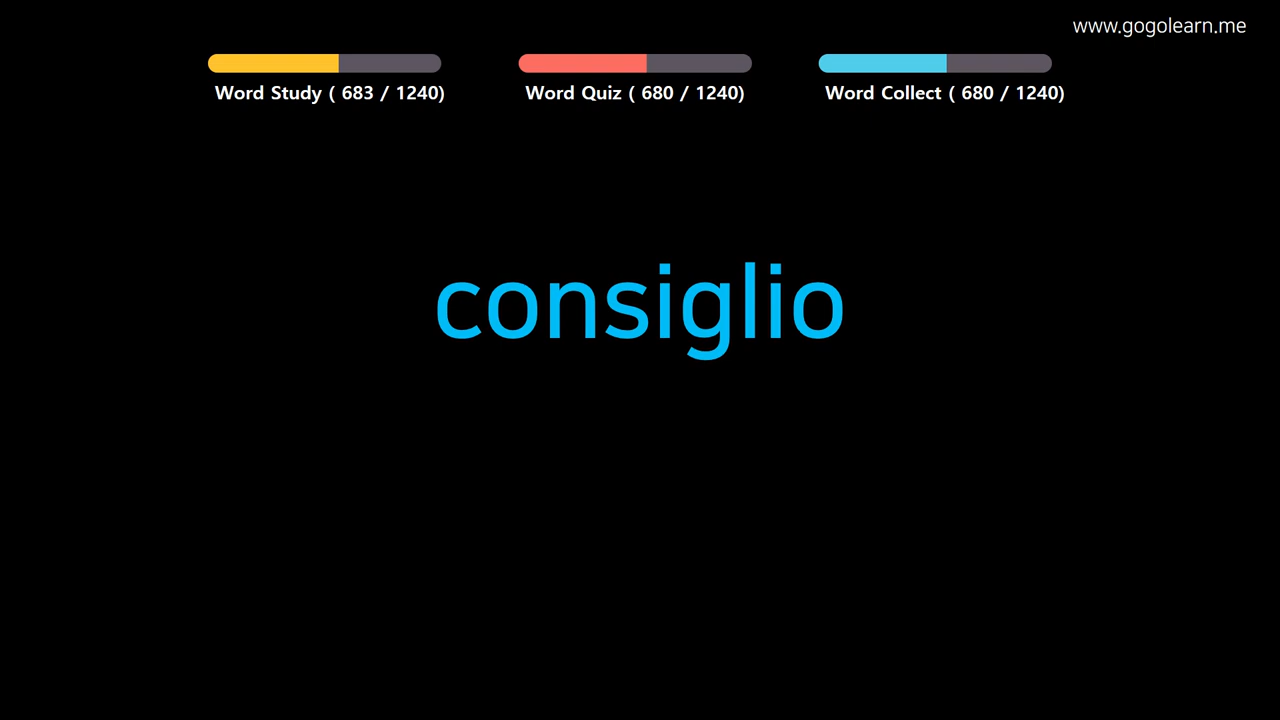 www.gogolearn.me
Word Study ( 683 / 1240)
Word Quiz ( 680 / 1240)
Word Collect ( 680 / 1240)
consiglio